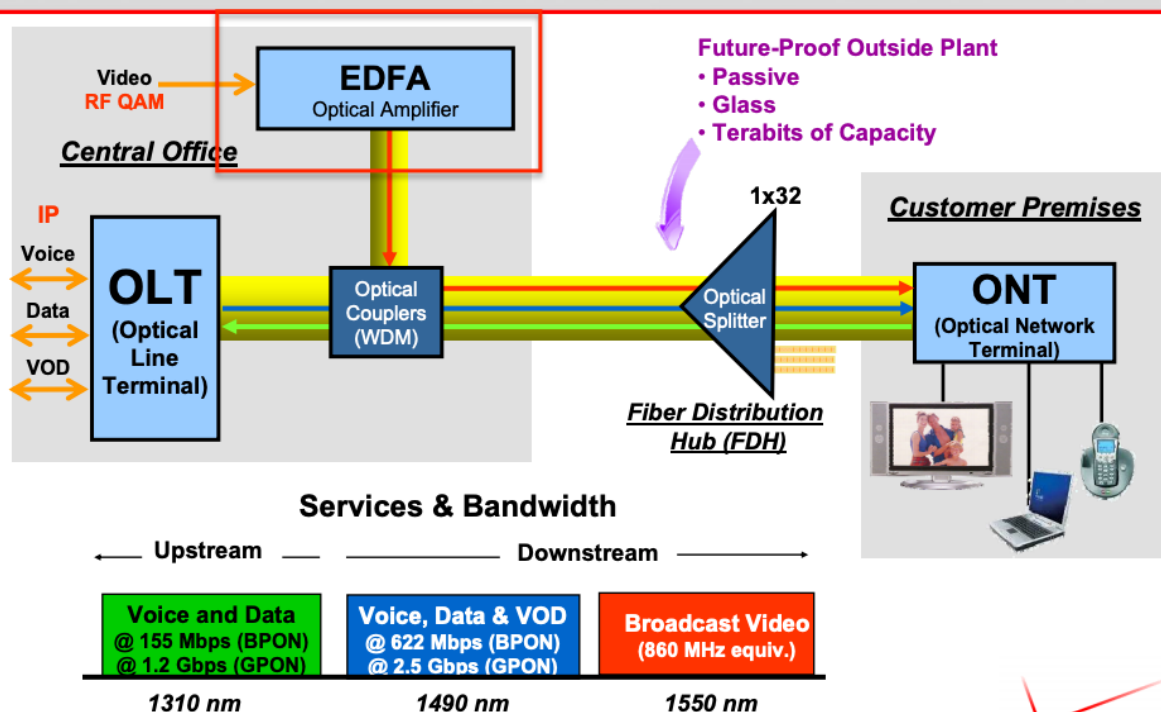 Video
RF QAM
EDFA
Optical Amplifier
Central Office
Future-Proof Outside Plant
• Passive
• Glass
• Terabits of Capacity
IP
Voice
Data
VOD
OLT
(Optical
Line
Terminal)
Optical
Couplers
(WDM)
1x32
Optical
Splitter
Fiber Distribution
Hub (FDH)
Customer Premises
ONT
(Optical Network
Terminal)
Services & Bandwidth
Upstream
Downstream
Voice and Data
@ 155 Mbps (BPON)
@ 1.2 Gbps (GPON)
1310 nm
Voice, Data & VOD
@ 622 Mbps (BPON)
@ 2.5 Gbps (GPON)
1490 nm
Broadcast Video
(860 MHz equiv.)
1550 nm